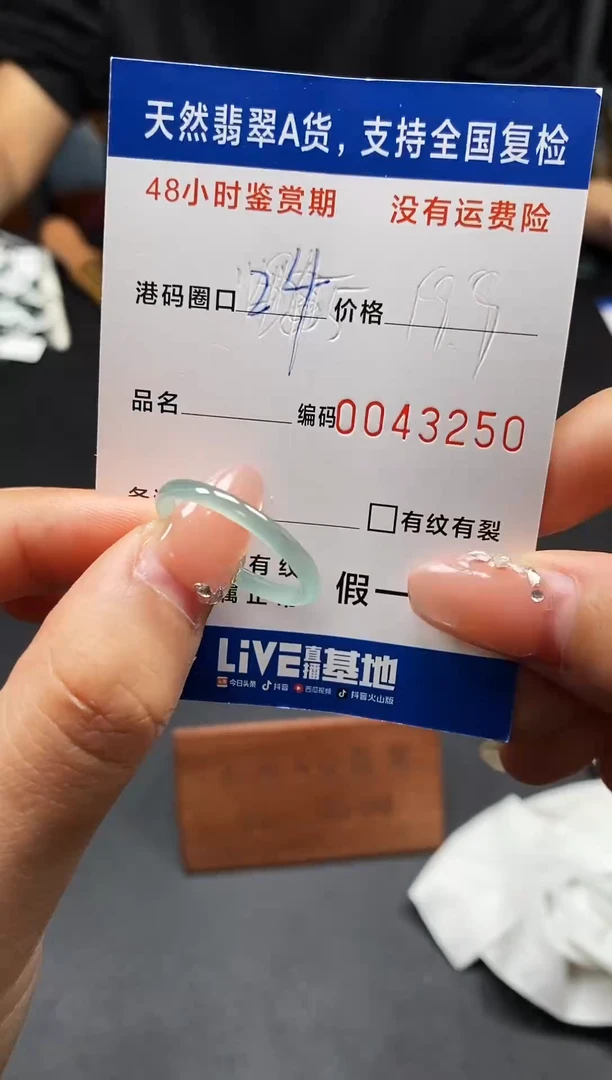 天然翡翠A货，支持全国复检
48小时鉴赏期 没有运费险
港码圈口 24 价格
品名 编码0043250
□有纹有裂
有纹
假一
LiVE直播基地
今日头条 抖音 西瓜视频 抖音火山版